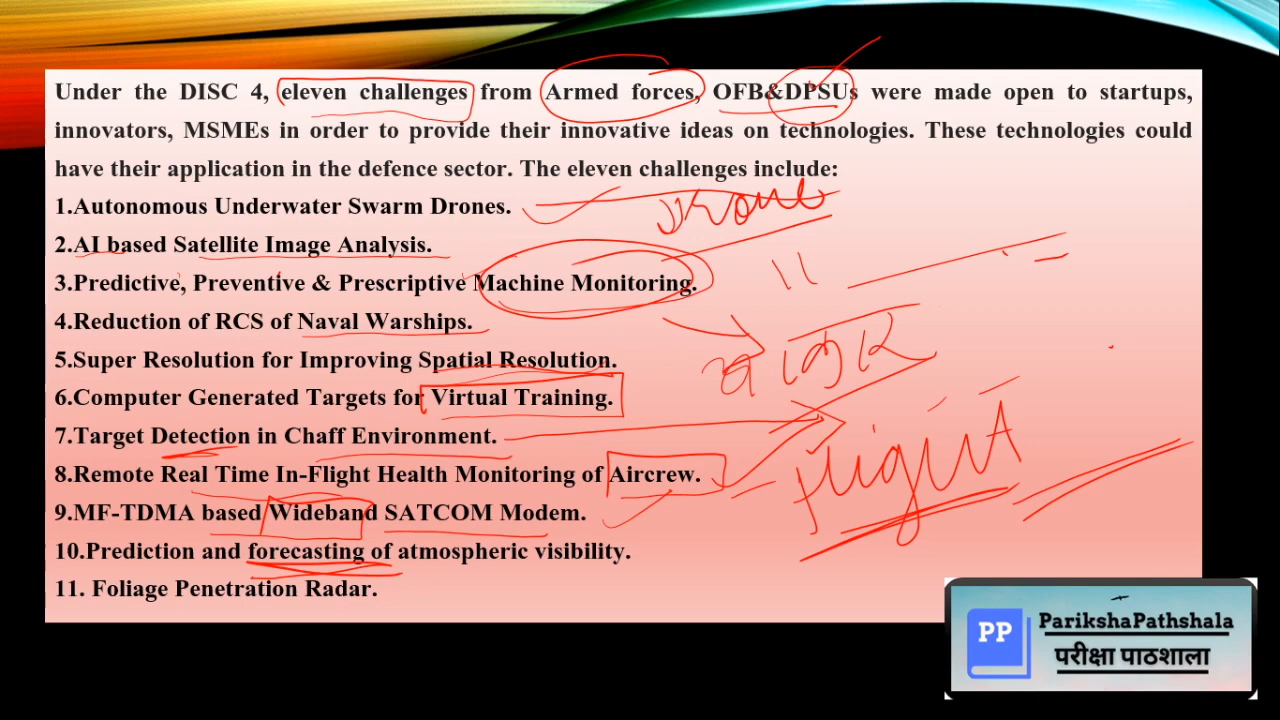 Under the DISC 4, eleven challenges from Armed forces, OFB&DPSUs were made open to startups,
innovators, MSMEs in order to provide their innovative ideas on technologies. These technologies could
have their application in the defence sector. The eleven challenges include:
1.Autonomous Underwater Swarm Drones.
Drone
2.AI based Satellite Image Analysis.
3.Predictive, Preventive & Prescriptive Machine Monitoring.
4.Reduction of RCS of Naval Warships.
5.Super Resolution for Improving Spatial Resolution.
6.Computer Generated Targets for Virtual Training.
7.Target Detection in Chaff Environment.
8.Remote Real Time In-Flight Health Monitoring of Aircrew.
Flight
9.MF-TDMA based Wideband SATCOM Modem.
10.Prediction and forecasting of atmospheric visibility.
11. Foliage Penetration Radar.
PP
ParikshaPathshala
परीक्षा पाठशाला